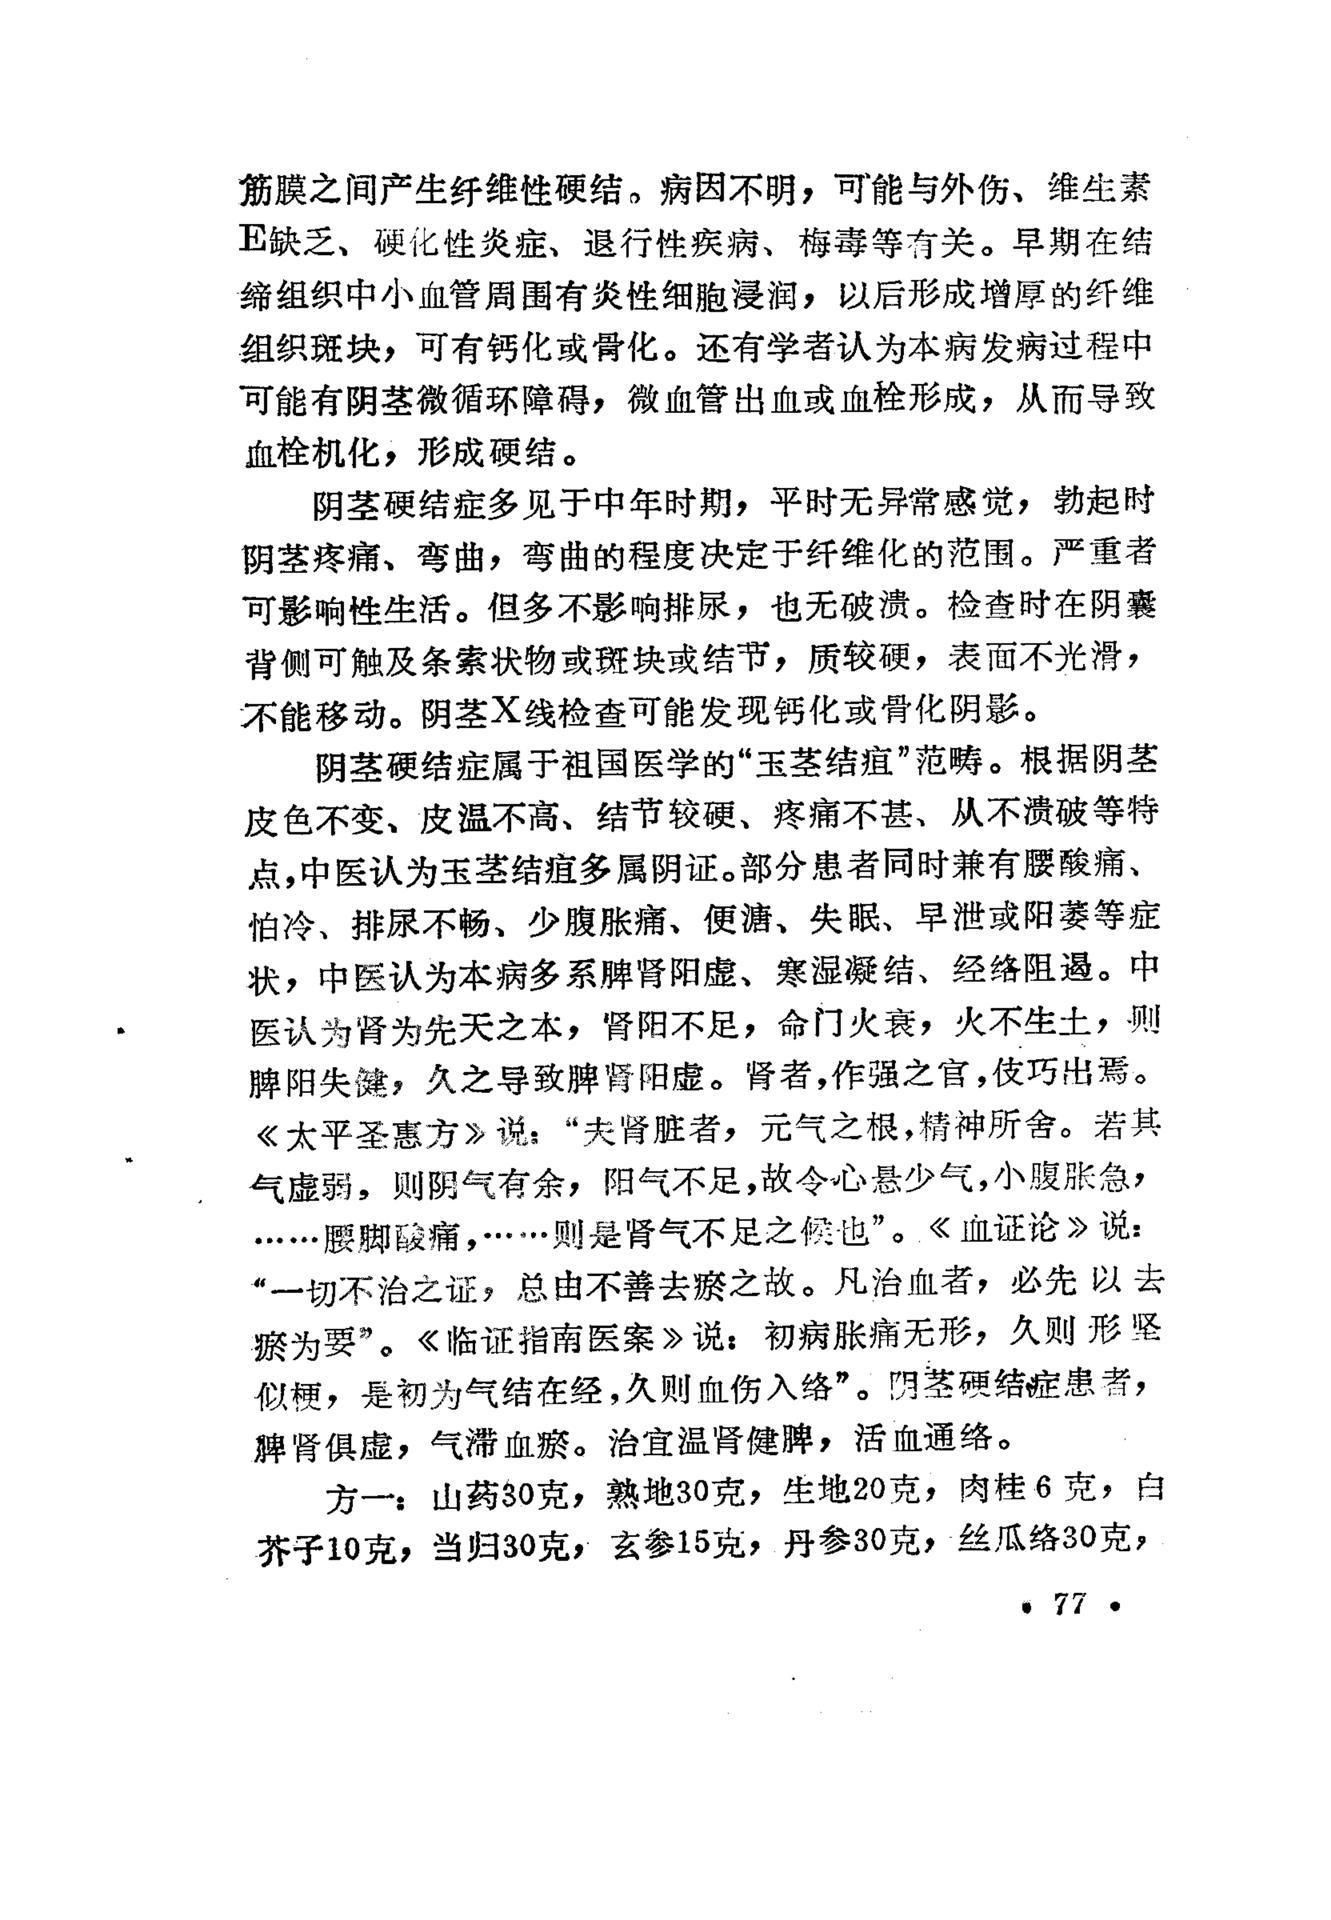 筋膜之间产生纤维性硬结。病因不明，可能与外伤、维生素
E缺乏、硬化性炎症、退行性疾病、梅毒等有关。早期在结
缔组织中小血管周围有炎性细胞浸润，以后形成增厚的纤维
组织斑块，可有钙化或骨化。还有学者认为本病发病过程中
可能有阴茎微循环障碍，微血管出血或血栓形成，从而导致
血栓机化，形成硬结。
阴茎硬结症多见于中年时期，平时无异常感觉，勃起时
阴茎疼痛、弯曲，弯曲的程度决定于纤维化的范围。严重者
可影响性生活。但多不影响排尿，也无破溃。检查时在阴囊
背侧可触及条索状物或斑块或结节，质较硬，表面不光滑，
不能移动。阴茎X线检查可能发现钙化或骨化阴影。
阴茎硬结症属于祖国医学的“玉茎结疽”范畴。根据阴茎
皮色不变、皮温不高、结节较硬、疼痛不甚、从不溃破等特
点，中医认为玉茎结疽多属阴证。部分患者同时兼有腰酸痛、
怕冷、排尿不畅、少腹胀痛、便溏、失眠、早泄或阳萎等症
状，中医认为本病多系脾肾阳虚、寒湿凝结、经络阻遏。中
医认为肾为先天之本，肾阳不足，命门火衰，火不生土，则
脾阳失健，久之导致脾肾阳虚。肾者，作强之官，伎巧出焉。
《太平圣惠方》说：“夫肾脏者，元气之根，精神所舍。若其
气虚弱，则阴气有余，阳气不足，故令心悬少气，小腹胀急，
……腰脚酸痛，……则是肾气不足之候也”。《血证论》说：
“一切不治之证，总由不善去瘀之故。凡治血者，必先以去
瘀为要”。《临证指南医案》说：初病胀痛无形，久则形坚
似梗，是初为气结在经，久则血伤入络”。阴茎硬结症患者，
脾肾俱虚，气滞血瘀。治宜温肾健脾，活血通络。
方一：山药30克，熟地30克，生地20克，肉桂6克，白
芥子10克，当归30克，玄参15克，丹参30克，丝瓜络30克，
• 77 •